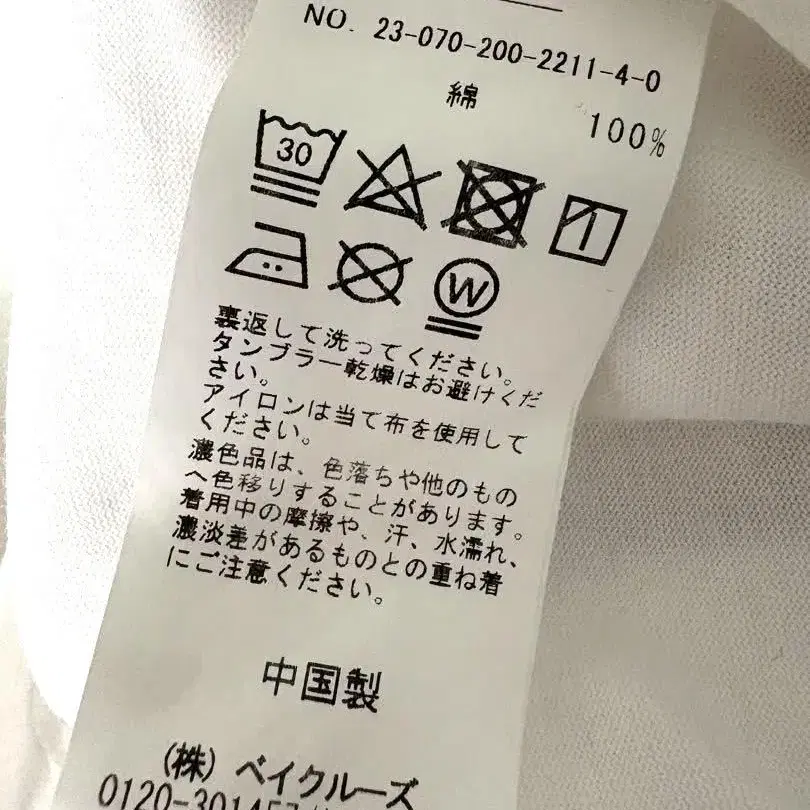 NO. 23-070-200-2211-4-0
綿 100%
30
W
裏返して洗ってください。
タンブラー乾燥はお避けくだ
さい。
アイロンは当て布を使用して
ください。
濃色品は、色落ちや他のもの
へ色移りすることがあります。
着用中の摩擦や、汗、水濡れ、
濃淡差があるものとの重ね着
にご注意ください。
中国製
(株) ベイクルーズ